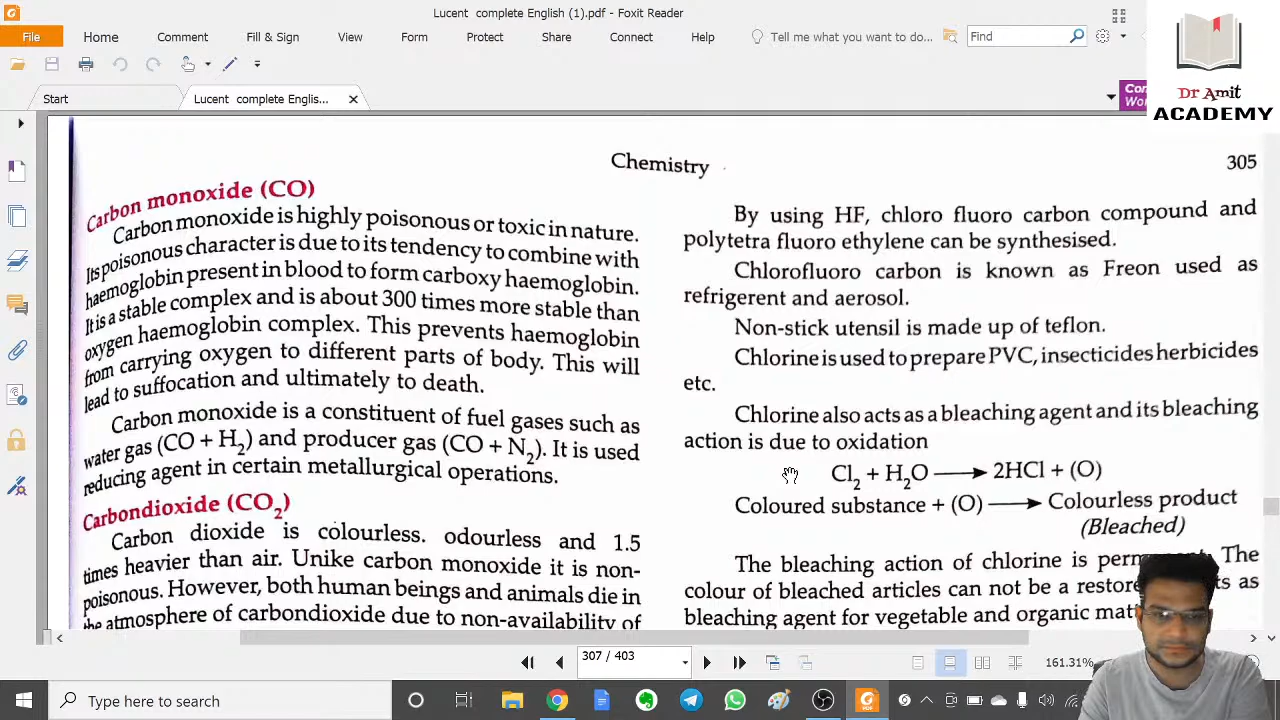 Lucent complete English (1).pdf - Foxit Reader
File Home Comment Fill & Sign View Form Protect Share Connect Help Tell me what you want to do... Find
Start Lucent complete Englis...
Dr Amit
ACADEMY
Chemistry
305
Carbon monoxide (CO)
Carbon monoxide is highly poisonous or toxic in nature.
Its poisonous character is due to its tendency to combine with
haemoglobin present in blood to form carboxy haemoglobin.
It is a stable complex and is about 300 times more stable than
oxygen haemoglobin complex. This prevents haemoglobin
from carrying oxygen to different parts of body. This will
lead to suffocation and ultimately to death.
Carbon monoxide is a constituent of fuel gases such as
water gas (CO + H₂) and producer gas (CO + N₂). It is used
reducing agent in certain metallurgical operations.
Carbondioxide (CO₂)
Carbon dioxide is colourless. odourless and 1.5
times heavier than air. Unike carbon monoxide it is non-
poisonous. However, both human beings and animals die in
the atmosphere of carbondioxide due to non-availability of
By using HF, chloro fluoro carbon compound and
polytetra fluoro ethylene can be synthesised.
Chlorofluoro carbon is known as Freon used as
refrigerent and aerosol.
Non-stick utensil is made up of teflon.
Chlorine is used to prepare PVC, insecticides herbicides
etc.
Chlorine also acts as a bleaching agent and its bleaching
action is due to oxidation
Cl₂ + H₂O ⟶ 2HCl + (O)
Coloured substance + (O) ⟶ Colourless product
(Bleached)
The bleaching action of chlorine is The
colour of bleached articles can not be a as
bleaching agent for vegetable and organic
307 / 403
161.31%
Type here to search